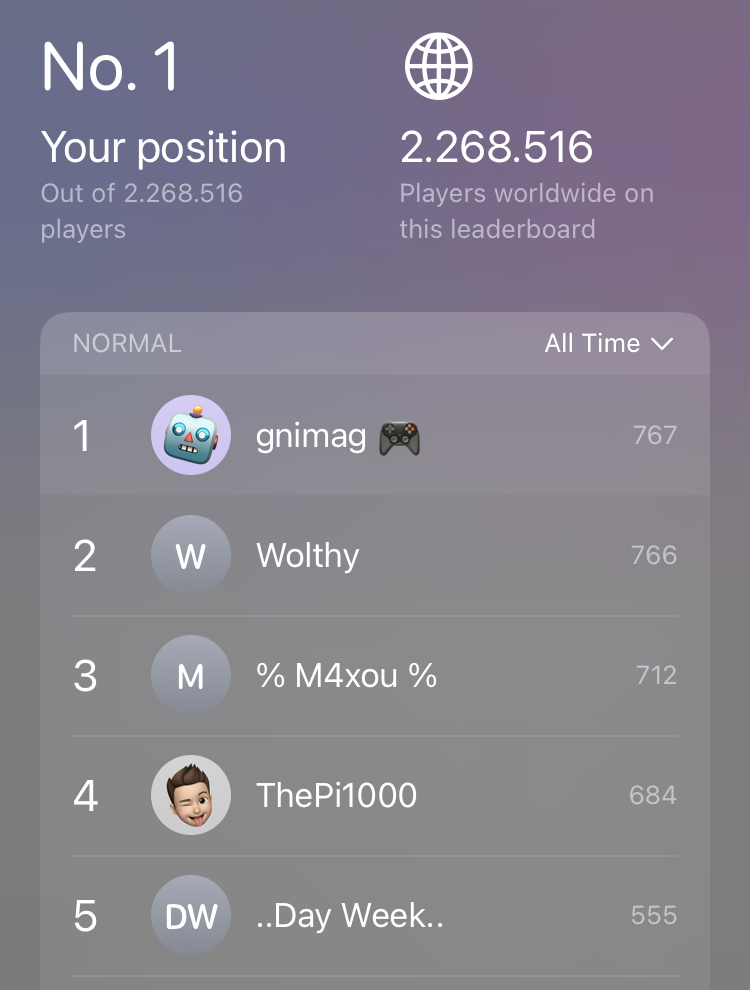 No. 1
Your position
Out of 2.268.516
players
2.268.516
Players worldwide on
this leaderboard
NORMAL All Time
1 gnimag 🎮 767
2 W Wolthy 766
3 M % M4xou % 712
4 ThePi1000 684
5 DW ..Day Week.. 555